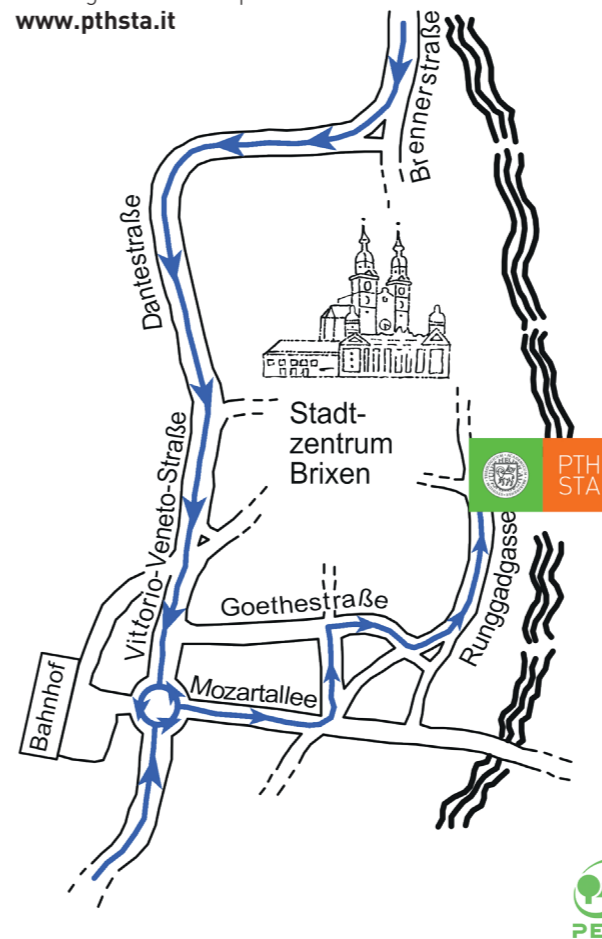 www.pthsta.it
Brennerstraße
Dantestraße
Stadt-
zentrum
Brixen
PTH
STA
Vittorio-Veneto-Straße
Goethestraße
Runggadgasse
Mozartallee
Bahnhof